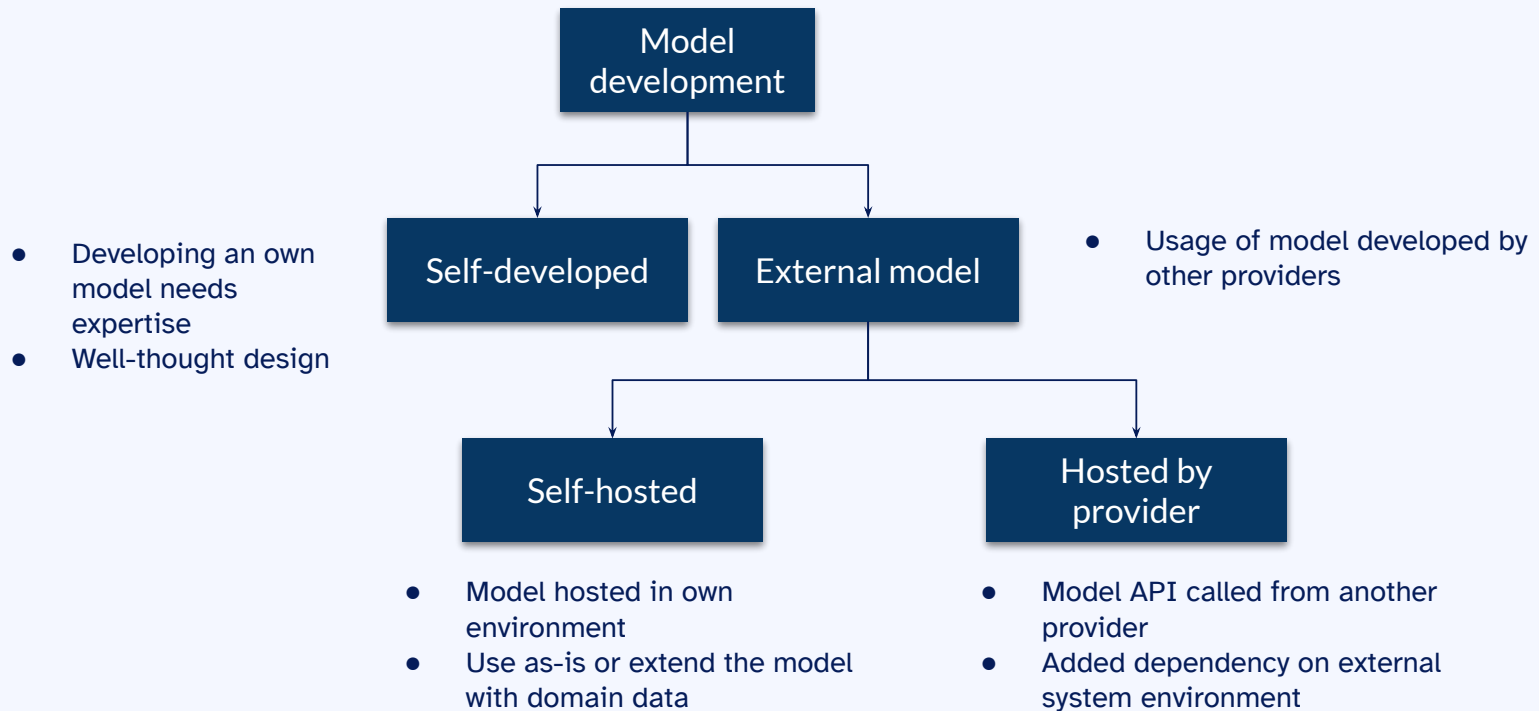 Model
development
Self-developed
External model
● Developing an own
model needs
expertise
● Well-thought design
● Usage of model developed by
other providers
Self-hosted
Hosted by
provider
● Model hosted in own
environment
● Use as-is or extend the model
with domain data
● Model API called from another
provider
● Added dependency on external
system environment